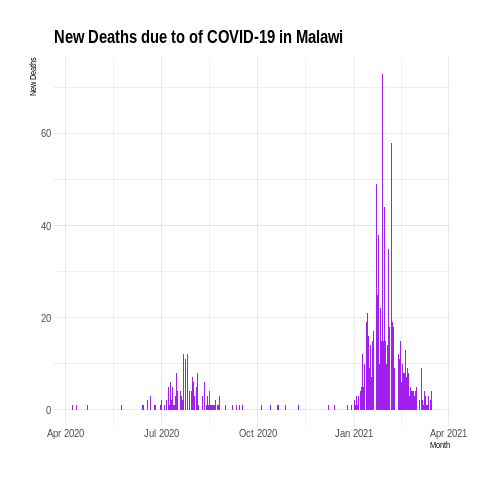 New Deaths due to of COVID-19 in Malawi
New Deaths
60
40
20
0
Apr 2020
Jul 2020
Oct 2020
Jan 2021
Apr 2021
Month